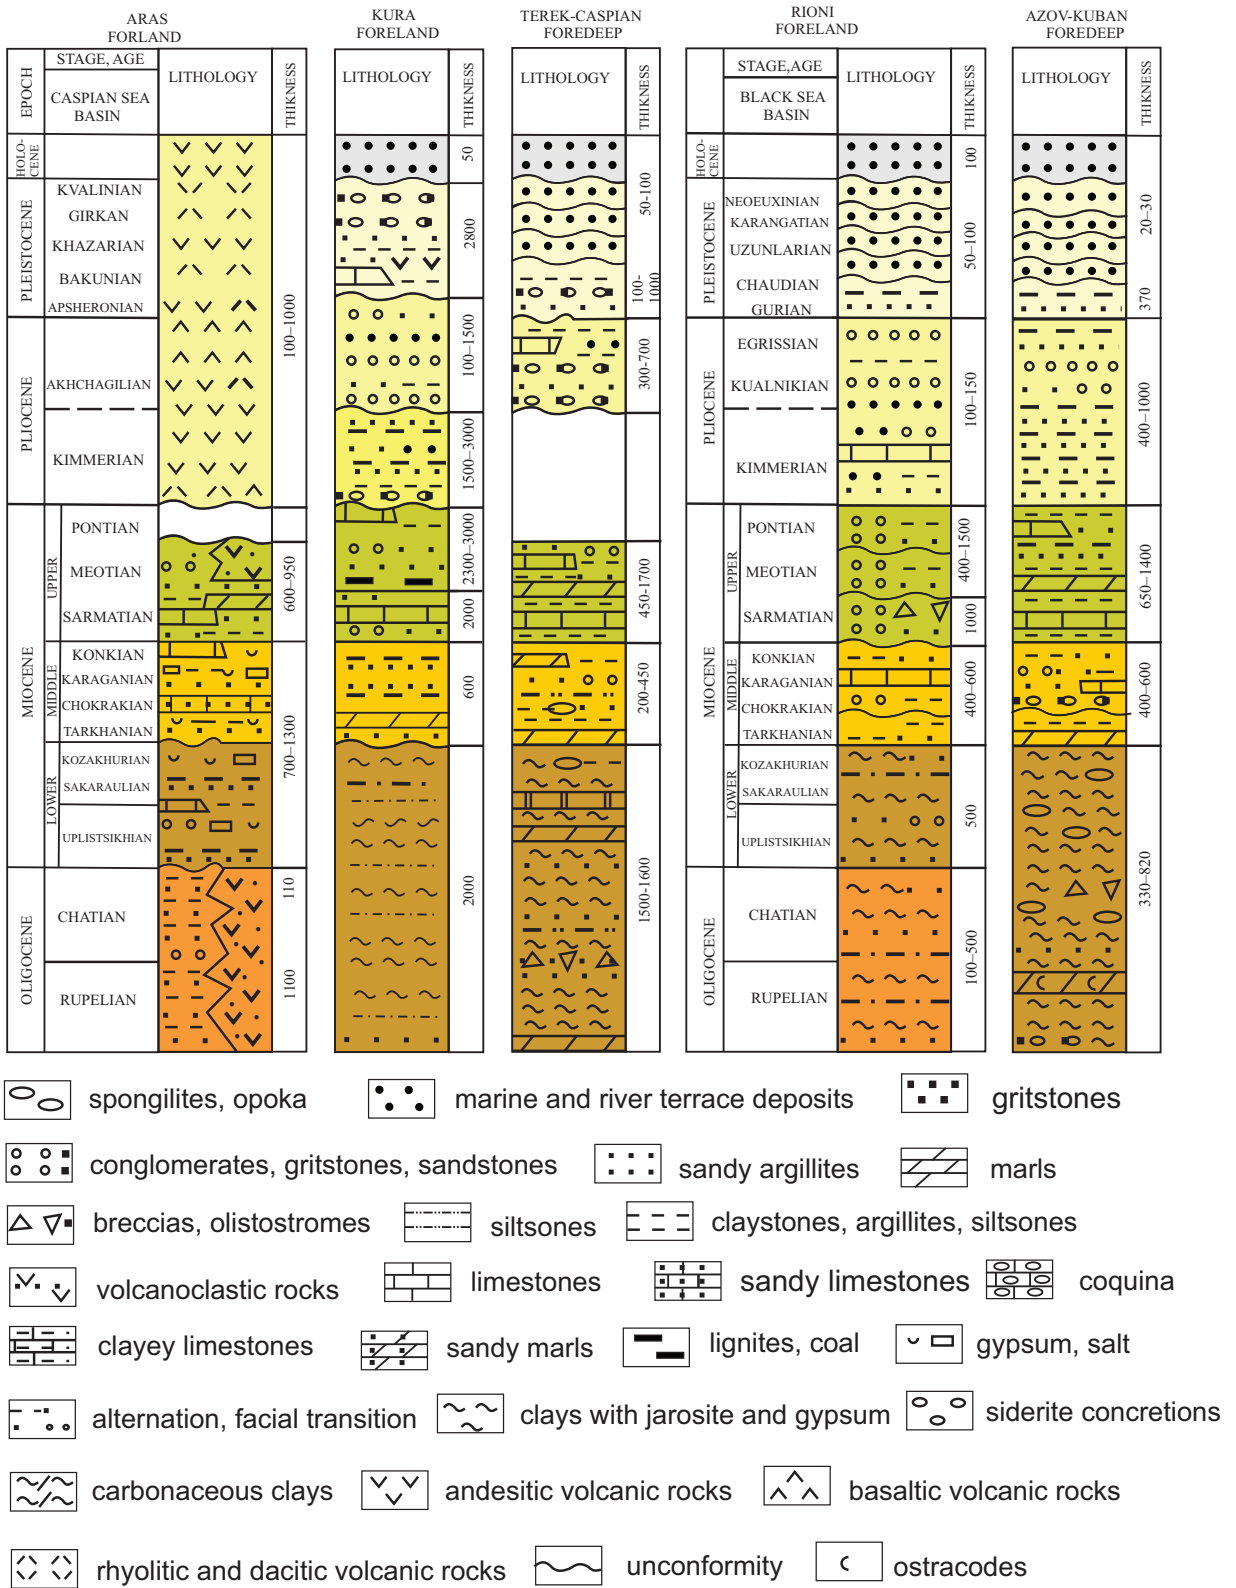 ARAS
FORLAND
KURA
FORELAND
TEREK-CASPIAN
FOREDEEP
RIONI
FORELAND
AZOV-KUBAN
FOREDEEP
EPOCH
STAGE, AGE
CASPIAN SEA
BASIN
LITHOLOGY
THIKNESS
LITHOLOGY
THIKNESS
LITHOLOGY
THIKNESS
STAGE,AGE
BLACK SEA
BASIN
LITHOLOGY
THIKNESS
LITHOLOGY
THIKNESS
HOLO-
CENE
PLEISTOCENE
PLIOCENE
MIOCENE
UPPER
MIDDLE
LOWER
OLIGOCENE
KVALINIAN
GIRKAN
KHAZARIAN
BAKUNIAN
APSHERONIAN
AKHCHAGILIAN
KIMMERIAN
PONTIAN
MEOTIAN
SARMATIAN
KONKIAN
KARAGANIAN
CHOKRAKIAN
TARKHANIAN
KOZAKHURIAN
SAKARAULIAN
UPLISTSIKHIAN
CHATIAN
RUPELIAN
100–1000
600–950
700–1300
110
1100
50
2800
100–1500
1500–3000
2300–3000
2000
600
2000
50-100
100-
1000
300-700
450-1700
200-450
1500-1600
HOLO-
CENE
PLEISTOCENE
PLIOCENE
MIOCENE
UPPER
MIDDLE
LOWER
OLIGOCENE
NEOEUXINIAN
KARANGATIAN
UZUNLARIAN
CHAUDIAN
GURIAN
EGRISSIAN
KUALNIKIAN
KIMMERIAN
PONTIAN
MEOTIAN
SARMATIAN
KONKIAN
KARAGANIAN
CHOKRAKIAN
TARKHANIAN
KOZAKHURIAN
SAKARAULIAN
UPLISTSIKHIAN
CHATIAN
RUPELIAN
100
50–100
100–150
400–1500
1000
400–600
500
100–500
20–30
370
400–1000
650–1400
400–600
330–820
spongilites, opoka
marine and river terrace deposits
gritstones
conglomerates, gritstones, sandstones
sandy argillites
marls
breccias, olistostromes
siltsones
claystones, argillites, siltsones
volcanoclastic rocks
limestones
sandy limestones
coquina
clayey limestones
sandy marls
lignites, coal
gypsum, salt
alternation, facial transition
clays with jarosite and gypsum
siderite concretions
carbonaceous clays
andesitic volcanic rocks
basaltic volcanic rocks
rhyolitic and dacitic volcanic rocks
unconformity
ostracodes